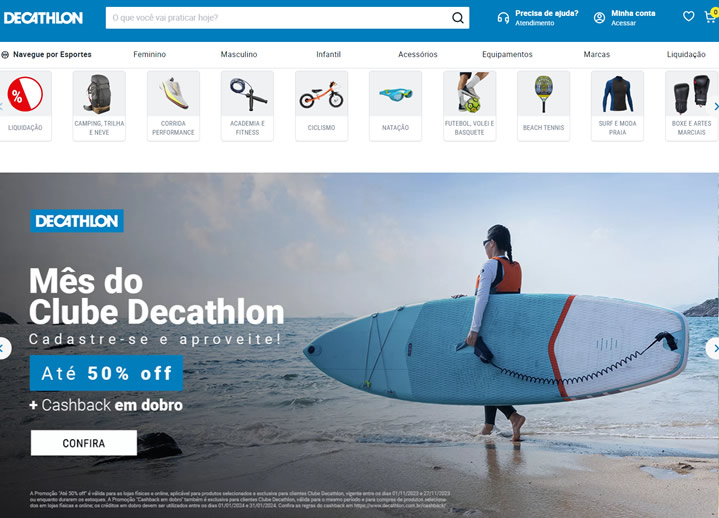 DECATHLON
O que você vai praticar hoje?
Precisa de ajuda?
Atendimento
Minha conta
Acessar
0
Navegue por Esportes
Feminino
Masculino
Infantil
Acessórios
Equipamentos
Marcas
Liquidação
%
LIQUIDAÇÃO
CAMPING, TRILHA
E NEVE
CORRIDA
PERFORMANCE
ACADEMIA E
FITNESS
CICLISMO
NATAÇÃO
FUTEBOL, VOLEI E
BASQUETE
BEACH TENNIS
SURF E MODA
PRAIA
BOXE E ARTES
MARCIAIS
DECATHLON
Mês do
Clube Decathlon
Cadastre-se e aproveite!
Até 50% off
+ Cashback em dobro
CONFIRA
A Promoção "Até 50% off" é válida para as lojas físicas e online, aplicável para produtos selecionados e exclusiva para clientes Clube Decathlon, vigente entre os dias 01/11/2023 e 27/11/2023
ou enquanto durarem os estoques. A Promoção "Cashback em dobro" também é exclusiva para clientes Clube Decathlon, válida para o mesmo período e para compras de produtos seleciona-
dos em lojas físicas e online; os créditos em dobro devem ser utilizados entre os dias 01/01/2024 e 31/01/2024. Confira as regras do cashback em https://www.decathlon.com.br/cashback/